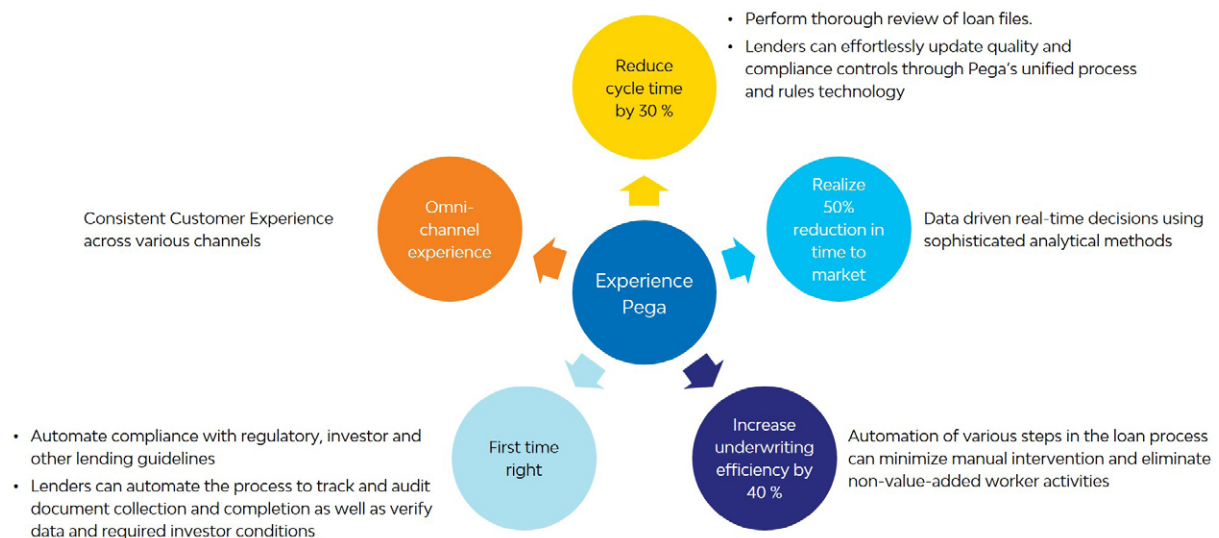 Reduce
cycle time
by 30 %
• Perform thorough review of loan files.
• Lenders can effortlessly update quality and
compliance controls through Pega's unified process
and rules technology
Consistent Customer Experience
across various channels
Omni-
channel
experience
Experience
Pega
Realize
50%
reduction in
time to
market
Data driven real-time decisions using
sophisticated analytical methods
• Automate compliance with regulatory, investor and
other lending guidelines
• Lenders can automate the process to track and audit
document collection and completion as well as verify
data and required investor conditions
First time
right
Increase
underwriting
efficiency by
40 %
Automation of various steps in the loan process
can minimize manual intervention and eliminate
non-value-added worker activities